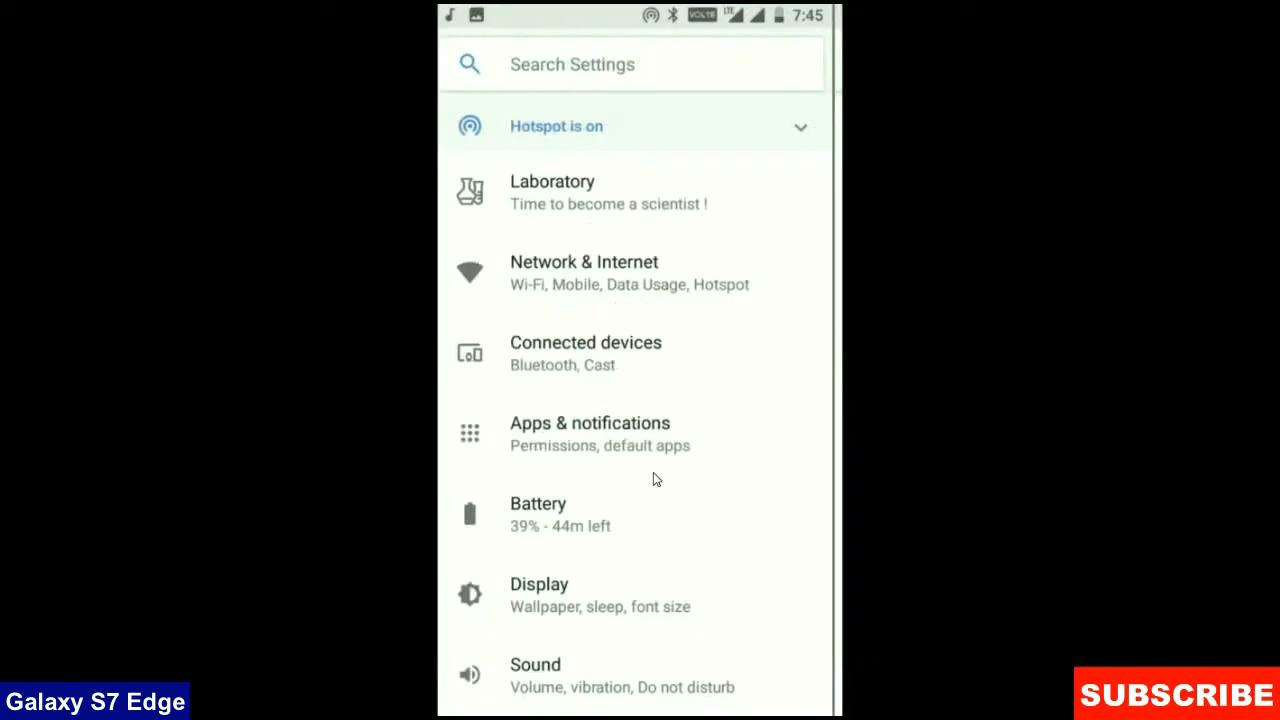 VOLTE LTE 7:45
Search Settings
Hotspot is on
Laboratory
Time to become a scientist !
Network & Internet
Wi-Fi, Mobile, Data Usage, Hotspot
Connected devices
Bluetooth, Cast
Apps & notifications
Permissions, default apps
Battery
39% - 44m left
Display
Wallpaper, sleep, font size
Sound
Volume, vibration, Do not disturb
Galaxy S7 Edge
SUBSCRIBE